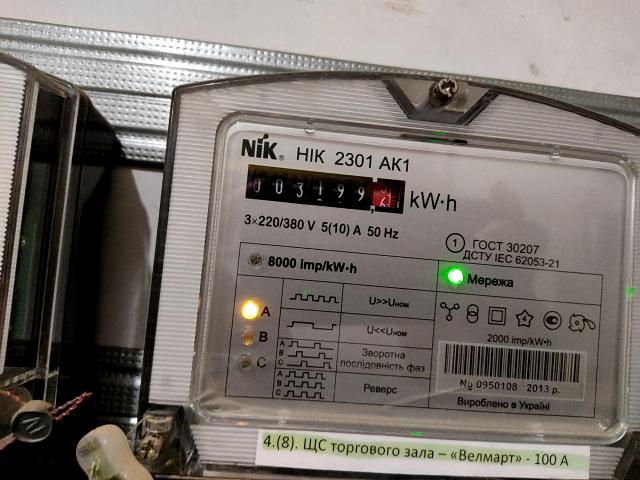 NiK® НІК 2301 АК1
003199 kW·h
3×220/380 V 5(10) A 50 Hz
1 ГОСТ 30207
ДСТУ IEC 62053-21
8000 imp/kW·h
Мережа
A
U>>Uном
B
U<<Uном
C
A
B
C
Зворотна
послідовність фаз
A
B
C
Реверс
2000 imp/kW·h
№ 0950108 2013 р.
Вироблено в Україні
4.(8). ЩС торгового зала – «Велмарт» - 100 А